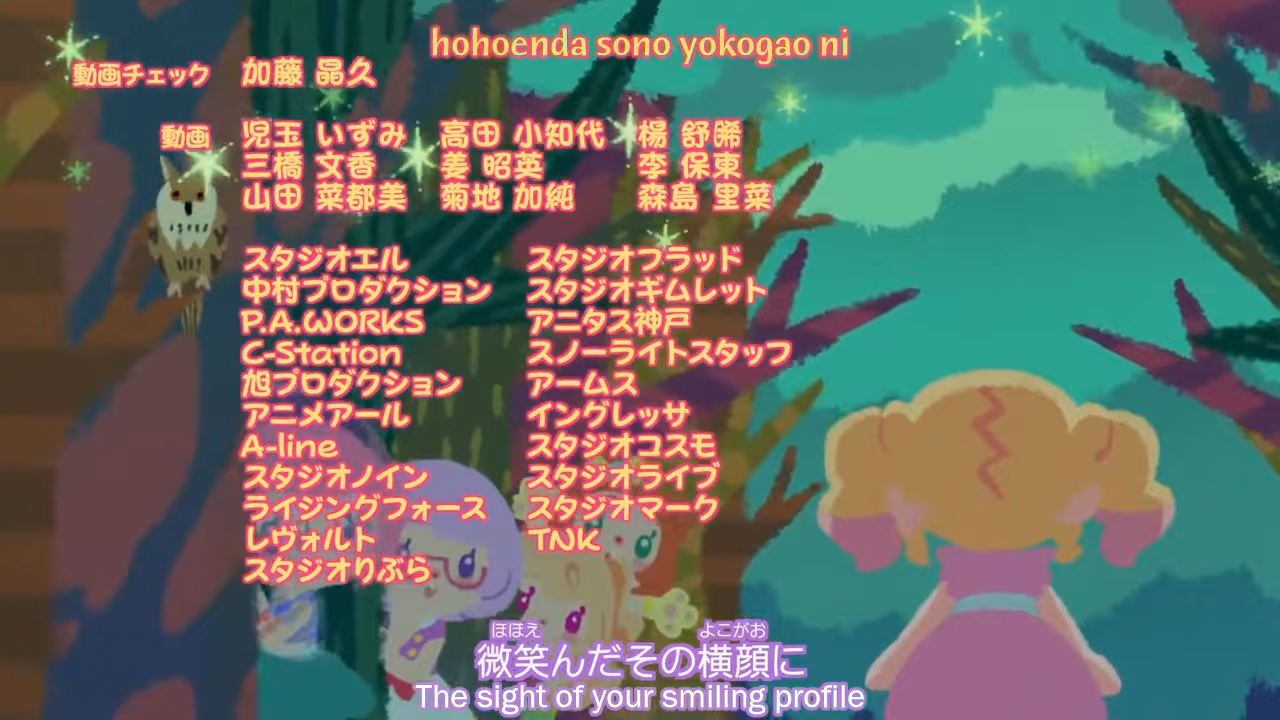 hohoenda sono yokogao ni
動画チェック 加藤 晶久
動画 児玉 いずみ 高田 小知代 楊 舒晞
三橋 文香 姜 昭英 李 保東
山田 菜都美 菊地 加純 森島 里菜
スタジオエル スタジオフラッド
中村プロダクション スタジオギムレット
P.A.WORKS アニタス神戸
C-Station スノーライトスタッフ
旭プロダクション アームス
アニメアール イングレッサ
A-line スタジオコスモ
スタジオノイン スタジオライブ
ライジングフォース スタジオマーク
レヴォルト TNK
スタジオりぶら
ほほえ よこがお
微笑んだその横顔に
The sight of your smiling profile